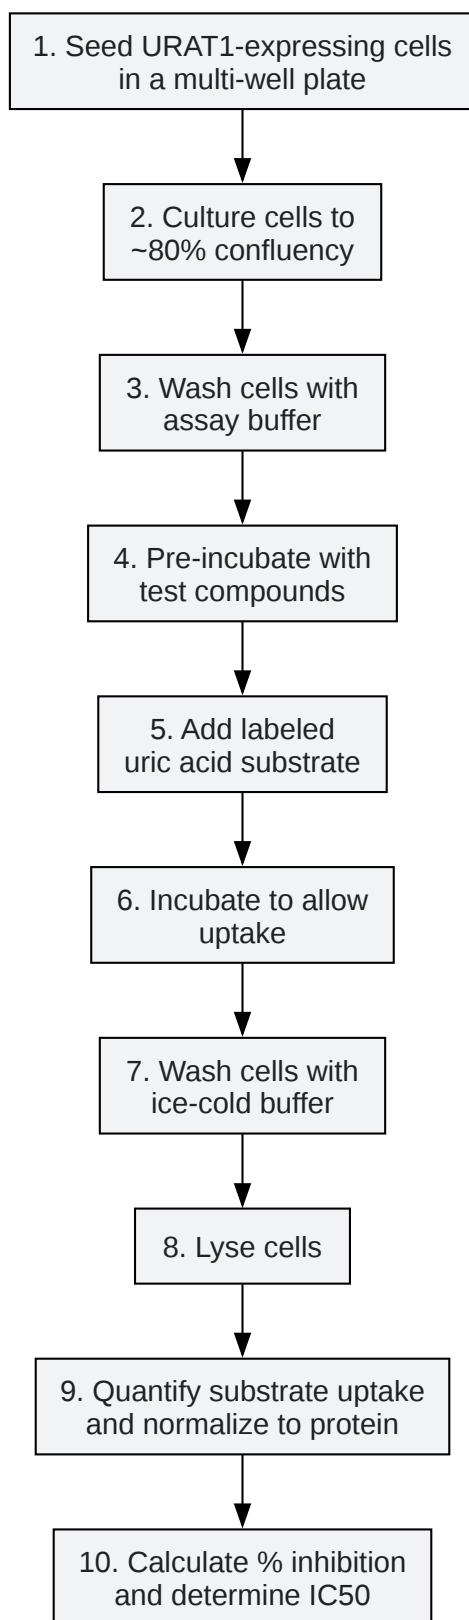 1. Seed URAT1-expressing cells
in a multi-well plate
2. Culture cells to
~80% confluency
3. Wash cells with
assay buffer
4. Pre-incubate with
test compounds
5. Add labeled
uric acid substrate
6. Incubate to allow
uptake
7. Wash cells with
ice-cold buffer
8. Lyse cells
9. Quantify substrate uptake
and normalize to protein
10. Calculate % inhibition
and determine IC50